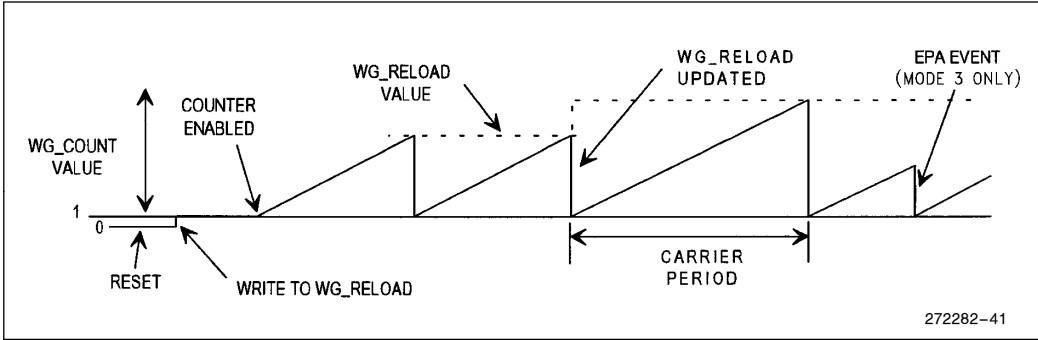 WG_RELOAD
UPDATED
EPA EVENT
(MODE 3 ONLY)
WG_RELOAD
VALUE
COUNTER
ENABLED
WG_COUNT
VALUE
1
0
RESET
WRITE TO WG_RELOAD
CARRIER
PERIOD
272282-41